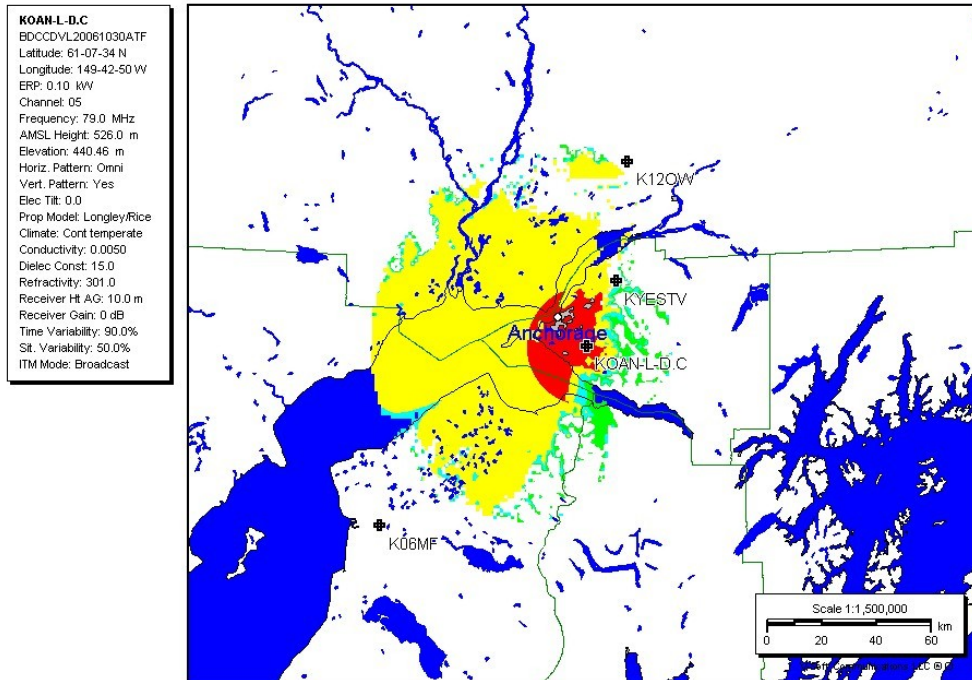 KOAN-L-D.C
BDCCDVL20061030ATF
Latitude: 61-07-34 N
Longitude: 149-42-50 W
ERP: 0.10 kW
Channel: 05
Frequency: 79.0 MHz
AMSL Height: 526.0 m
Elevation: 440.46 m
Horiz. Pattern: Omni
Vert. Pattern: Yes
Elec Tilt: 0.0
Prop Model: Longley/Rice
Climate: Cont temperate
Conductivity: 0.0050
Dielec Const: 15.0
Refractivity: 301.0
Receiver Ht AG: 10.0 m
Receiver Gain: 0 dB
Time Variability: 90.0%
Sit. Variability: 50.0%
ITM Mode: Broadcast
K12OW
KYESTV
Anchorage
KOAN-L-D.C
K06MF
Scale 1:1,500,000
km
0 20 40 60